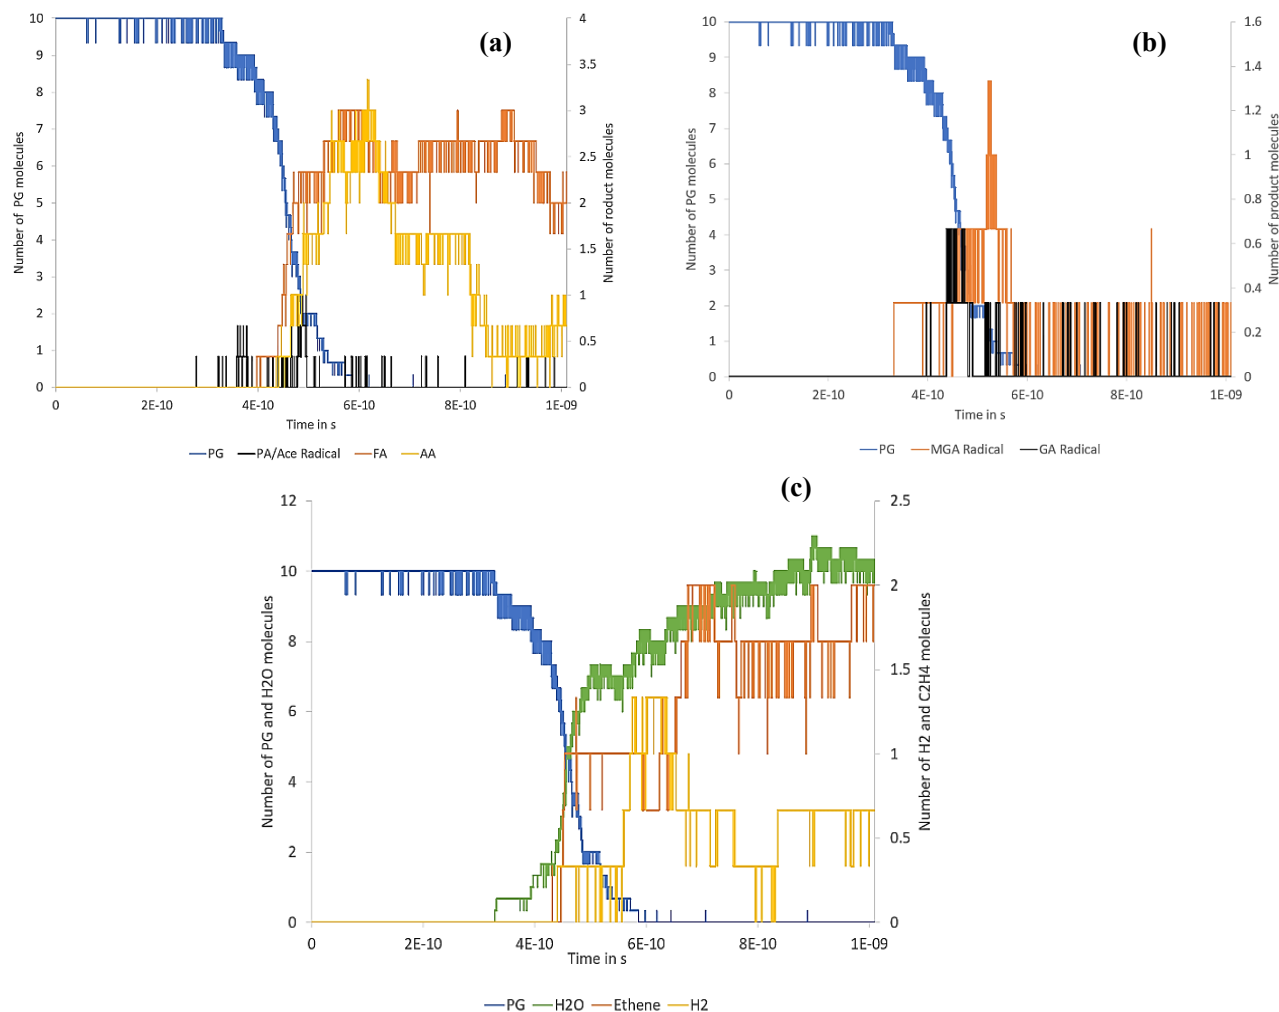 (a)
10
9
8
7
6
5
4
3
2
1
0
Number of PG molecules
4
3.5
3
2.5
2
1.5
1
0.5
0
Number of roduct molecules
0 2E-10 4E-10 6E-10 8E-10 1E-09
Time in s
PG PA/Ace Radical FA AA
(b)
10
9
8
7
6
5
4
3
2
1
0
Number of PG molecules
1.6
1.4
1.2
1
0.8
0.6
0.4
0.2
0
Number of product molecules
0 2E-10 4E-10 6E-10 8E-10 1E-09
Time in s
PG MGA Radical GA Radical
(c)
12
10
8
6
4
2
0
Number of PG and H2O molecules
2.5
2
1.5
1
0.5
0
Number of H2 and C2H4 molecules
0 2E-10 4E-10 6E-10 8E-10 1E-09
Time in s
PG H2O Ethene H2